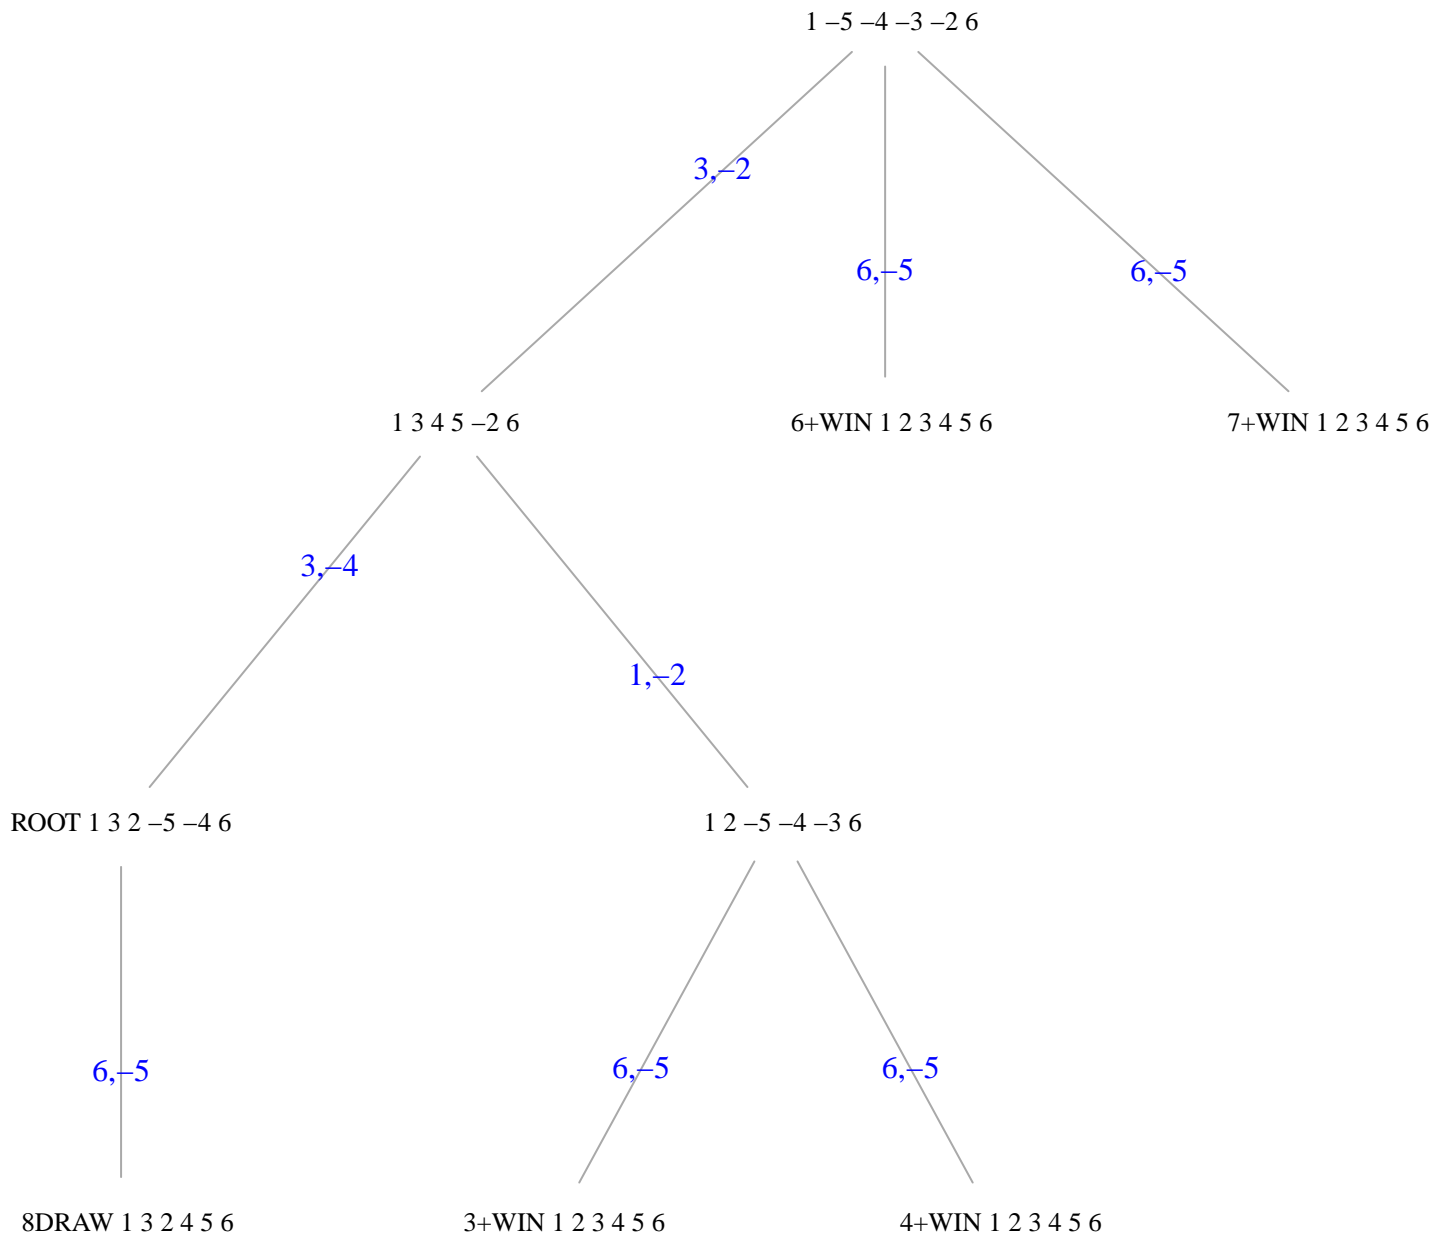 1 –5 –4 –3 –2 6
3,–2
6,–5
6,–5
1 3 4 5 –2 6
6+WIN 1 2 3 4 5 6
7+WIN 1 2 3 4 5 6
3,–4
1,–2
ROOT 1 3 2 –5 –4 6
1 2 –5 –4 –3 6
6,–5
6,–5
6,–5
8DRAW 1 3 2 4 5 6
3+WIN 1 2 3 4 5 6
4+WIN 1 2 3 4 5 6